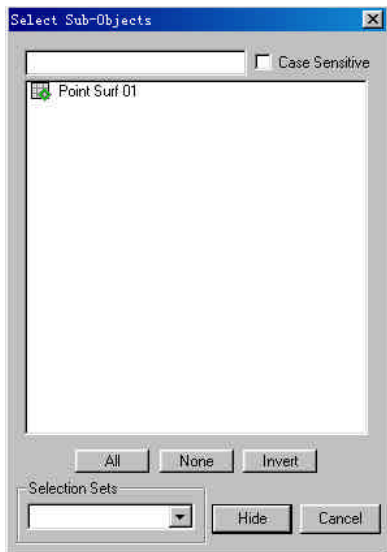 Select Sub-Objects
Case Sensitive
Point Surf 01
All None Invert
Selection Sets
Hide Cancel